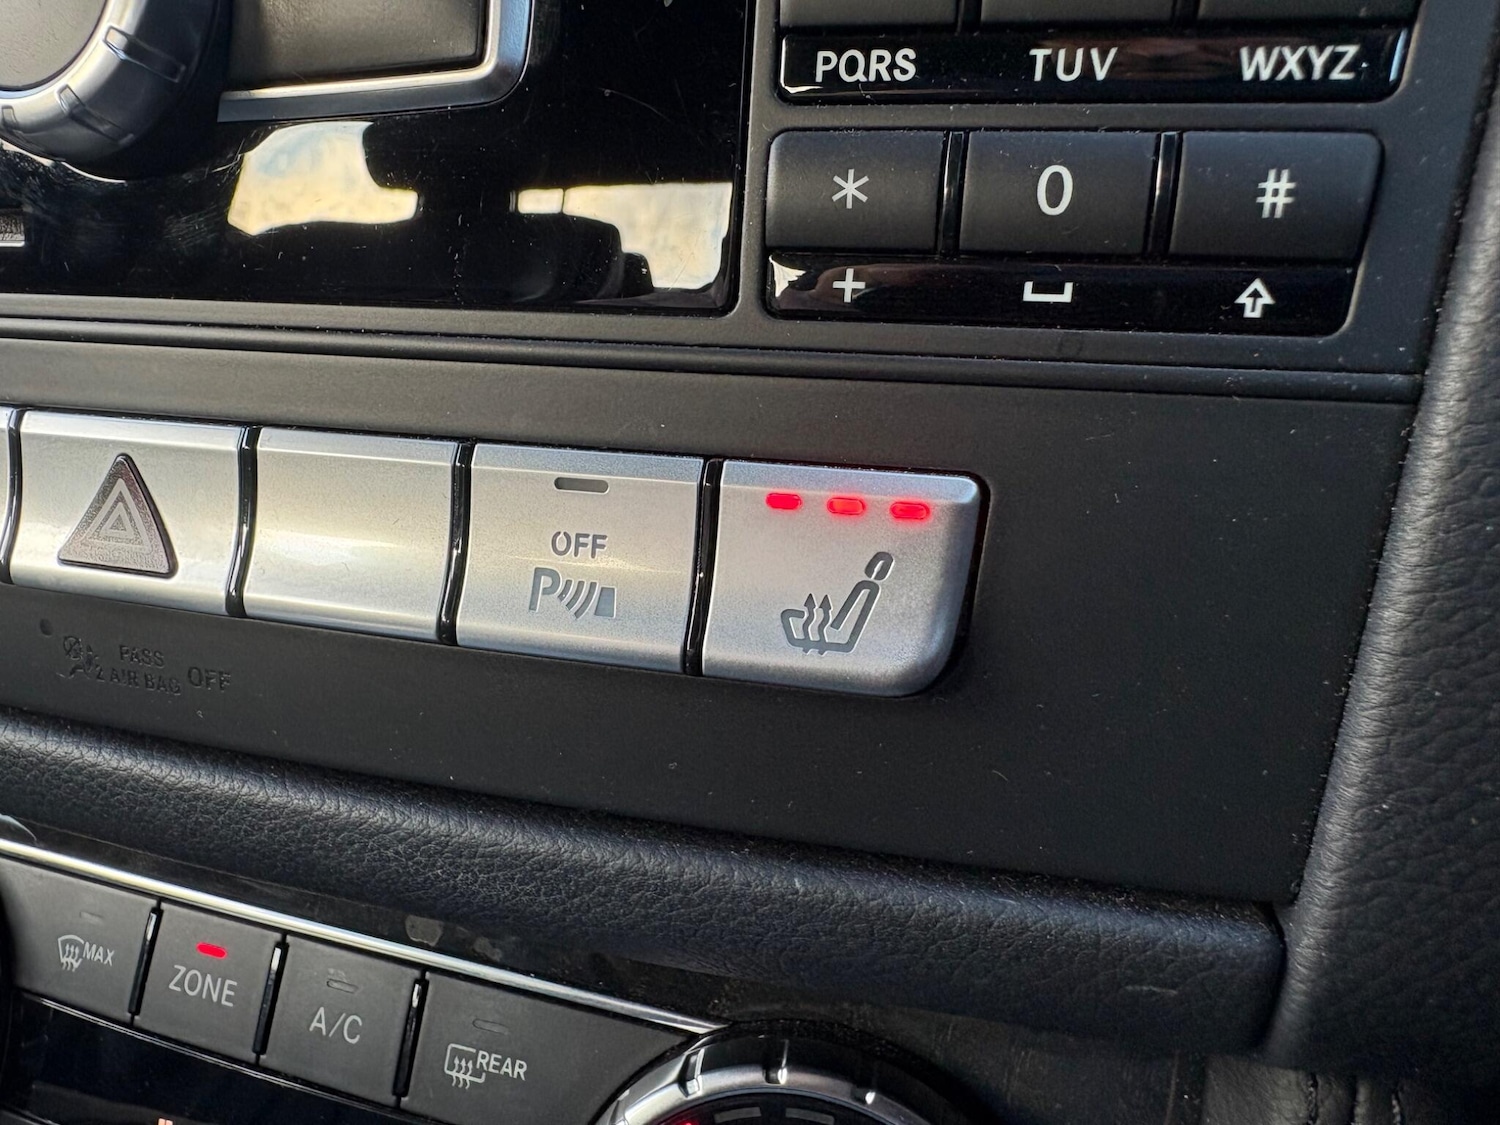 PQRS TUV WXYZ
* 0 #
+
OFF
P
PASS
AIR BAG OFF
MAX
ZONE
A/C
REAR